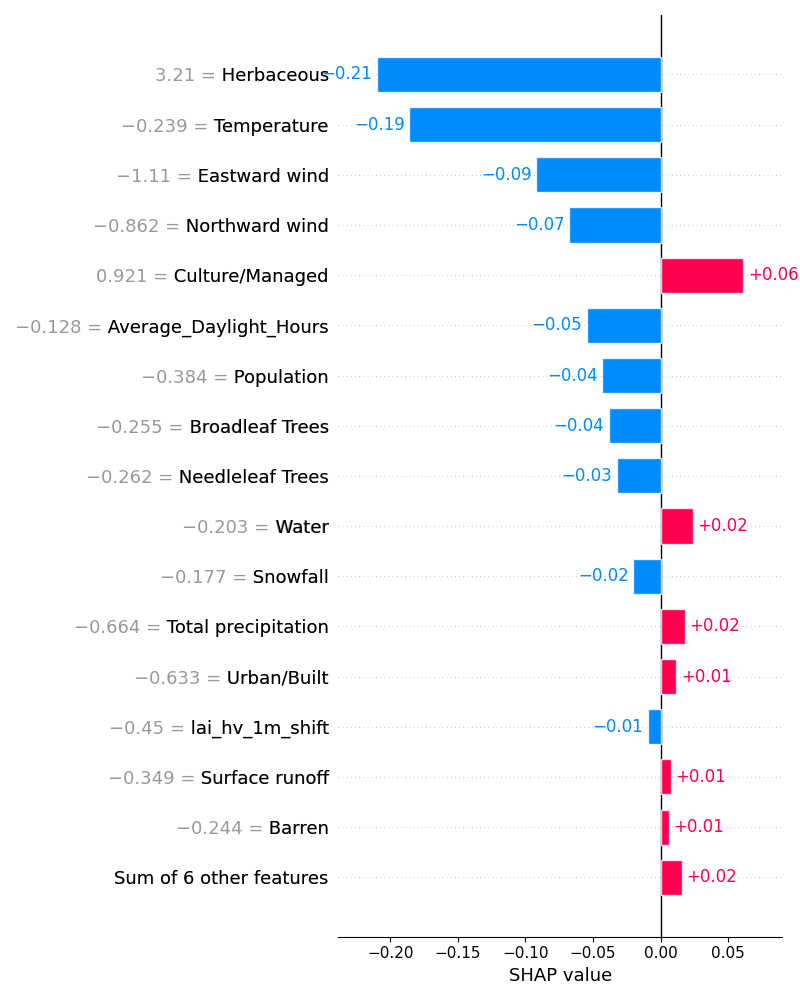 3.21 = Herbaceous −0.21
−0.239 = Temperature −0.19
−1.11 = Eastward wind −0.09
−0.862 = Northward wind −0.07
0.921 = Culture/Managed +0.06
−0.128 = Average_Daylight_Hours −0.05
−0.384 = Population −0.04
−0.255 = Broadleaf Trees −0.04
−0.262 = Needleleaf Trees −0.03
−0.203 = Water +0.02
−0.177 = Snowfall −0.02
−0.664 = Total precipitation +0.02
−0.633 = Urban/Built +0.01
−0.45 = lai_hv_1m_shift −0.01
−0.349 = Surface runoff +0.01
−0.244 = Barren +0.01
Sum of 6 other features +0.02
−0.20 −0.15 −0.10 −0.05 0.00 0.05
SHAP value